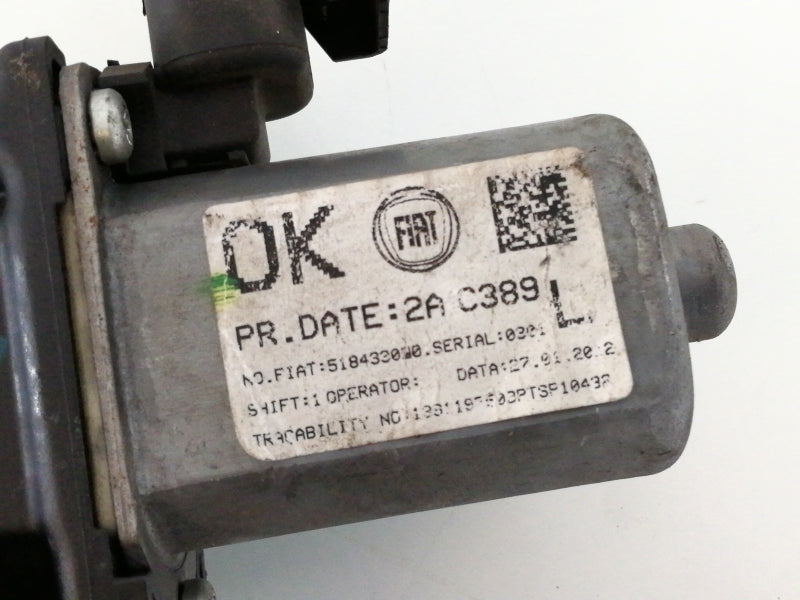 OK FIAT
PR.DATE:2A C389 L
NO.FIAT:518433070.SERIAL:0301
SHIFT:1 OPERATOR: DATA:27.01.2012
TRACABILITY NO: